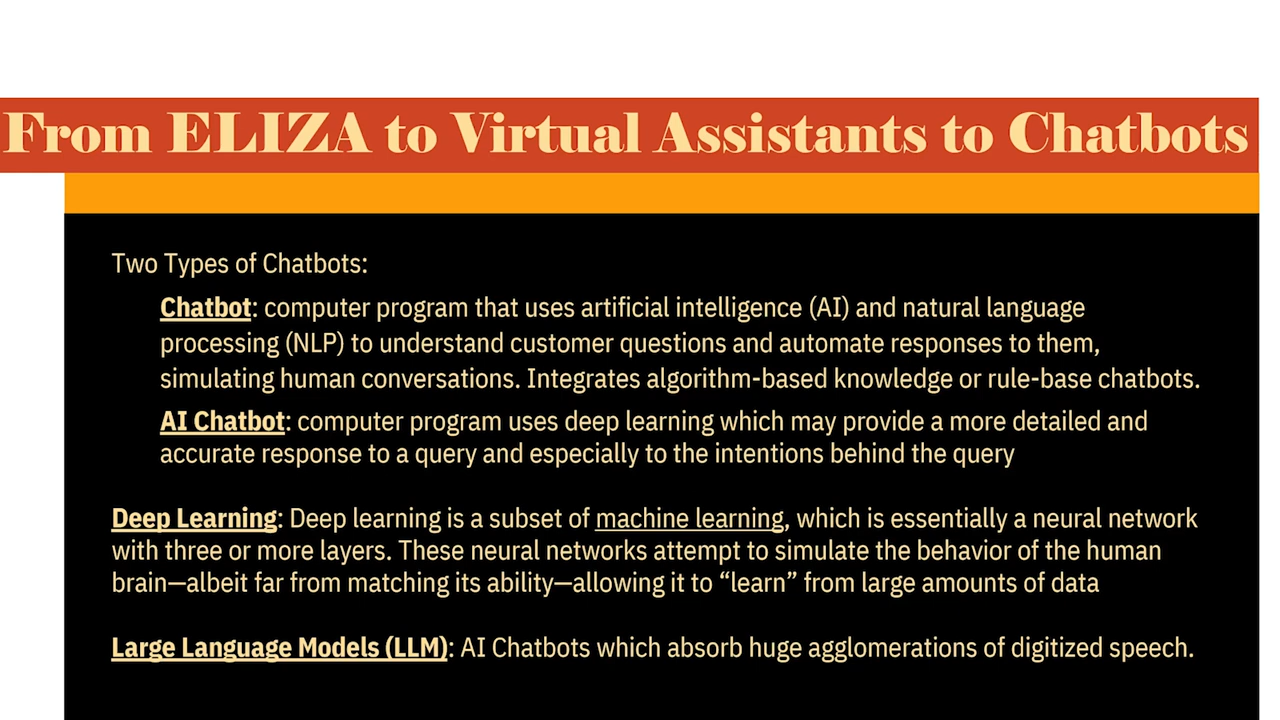 From ELIZA to Virtual Assistants to Chatbots
Two Types of Chatbots:
Chatbot: computer program that uses artificial intelligence (AI) and natural language
processing (NLP) to understand customer questions and automate responses to them,
simulating human conversations. Integrates algorithm-based knowledge or rule-base chatbots.
AI Chatbot: computer program uses deep learning which may provide a more detailed and
accurate response to a query and especially to the intentions behind the query
Deep Learning: Deep learning is a subset of machine learning, which is essentially a neural network
with three or more layers. These neural networks attempt to simulate the behavior of the human
brain—albeit far from matching its ability—allowing it to “learn” from large amounts of data
Large Language Models (LLM): AI Chatbots which absorb huge agglomerations of digitized speech.